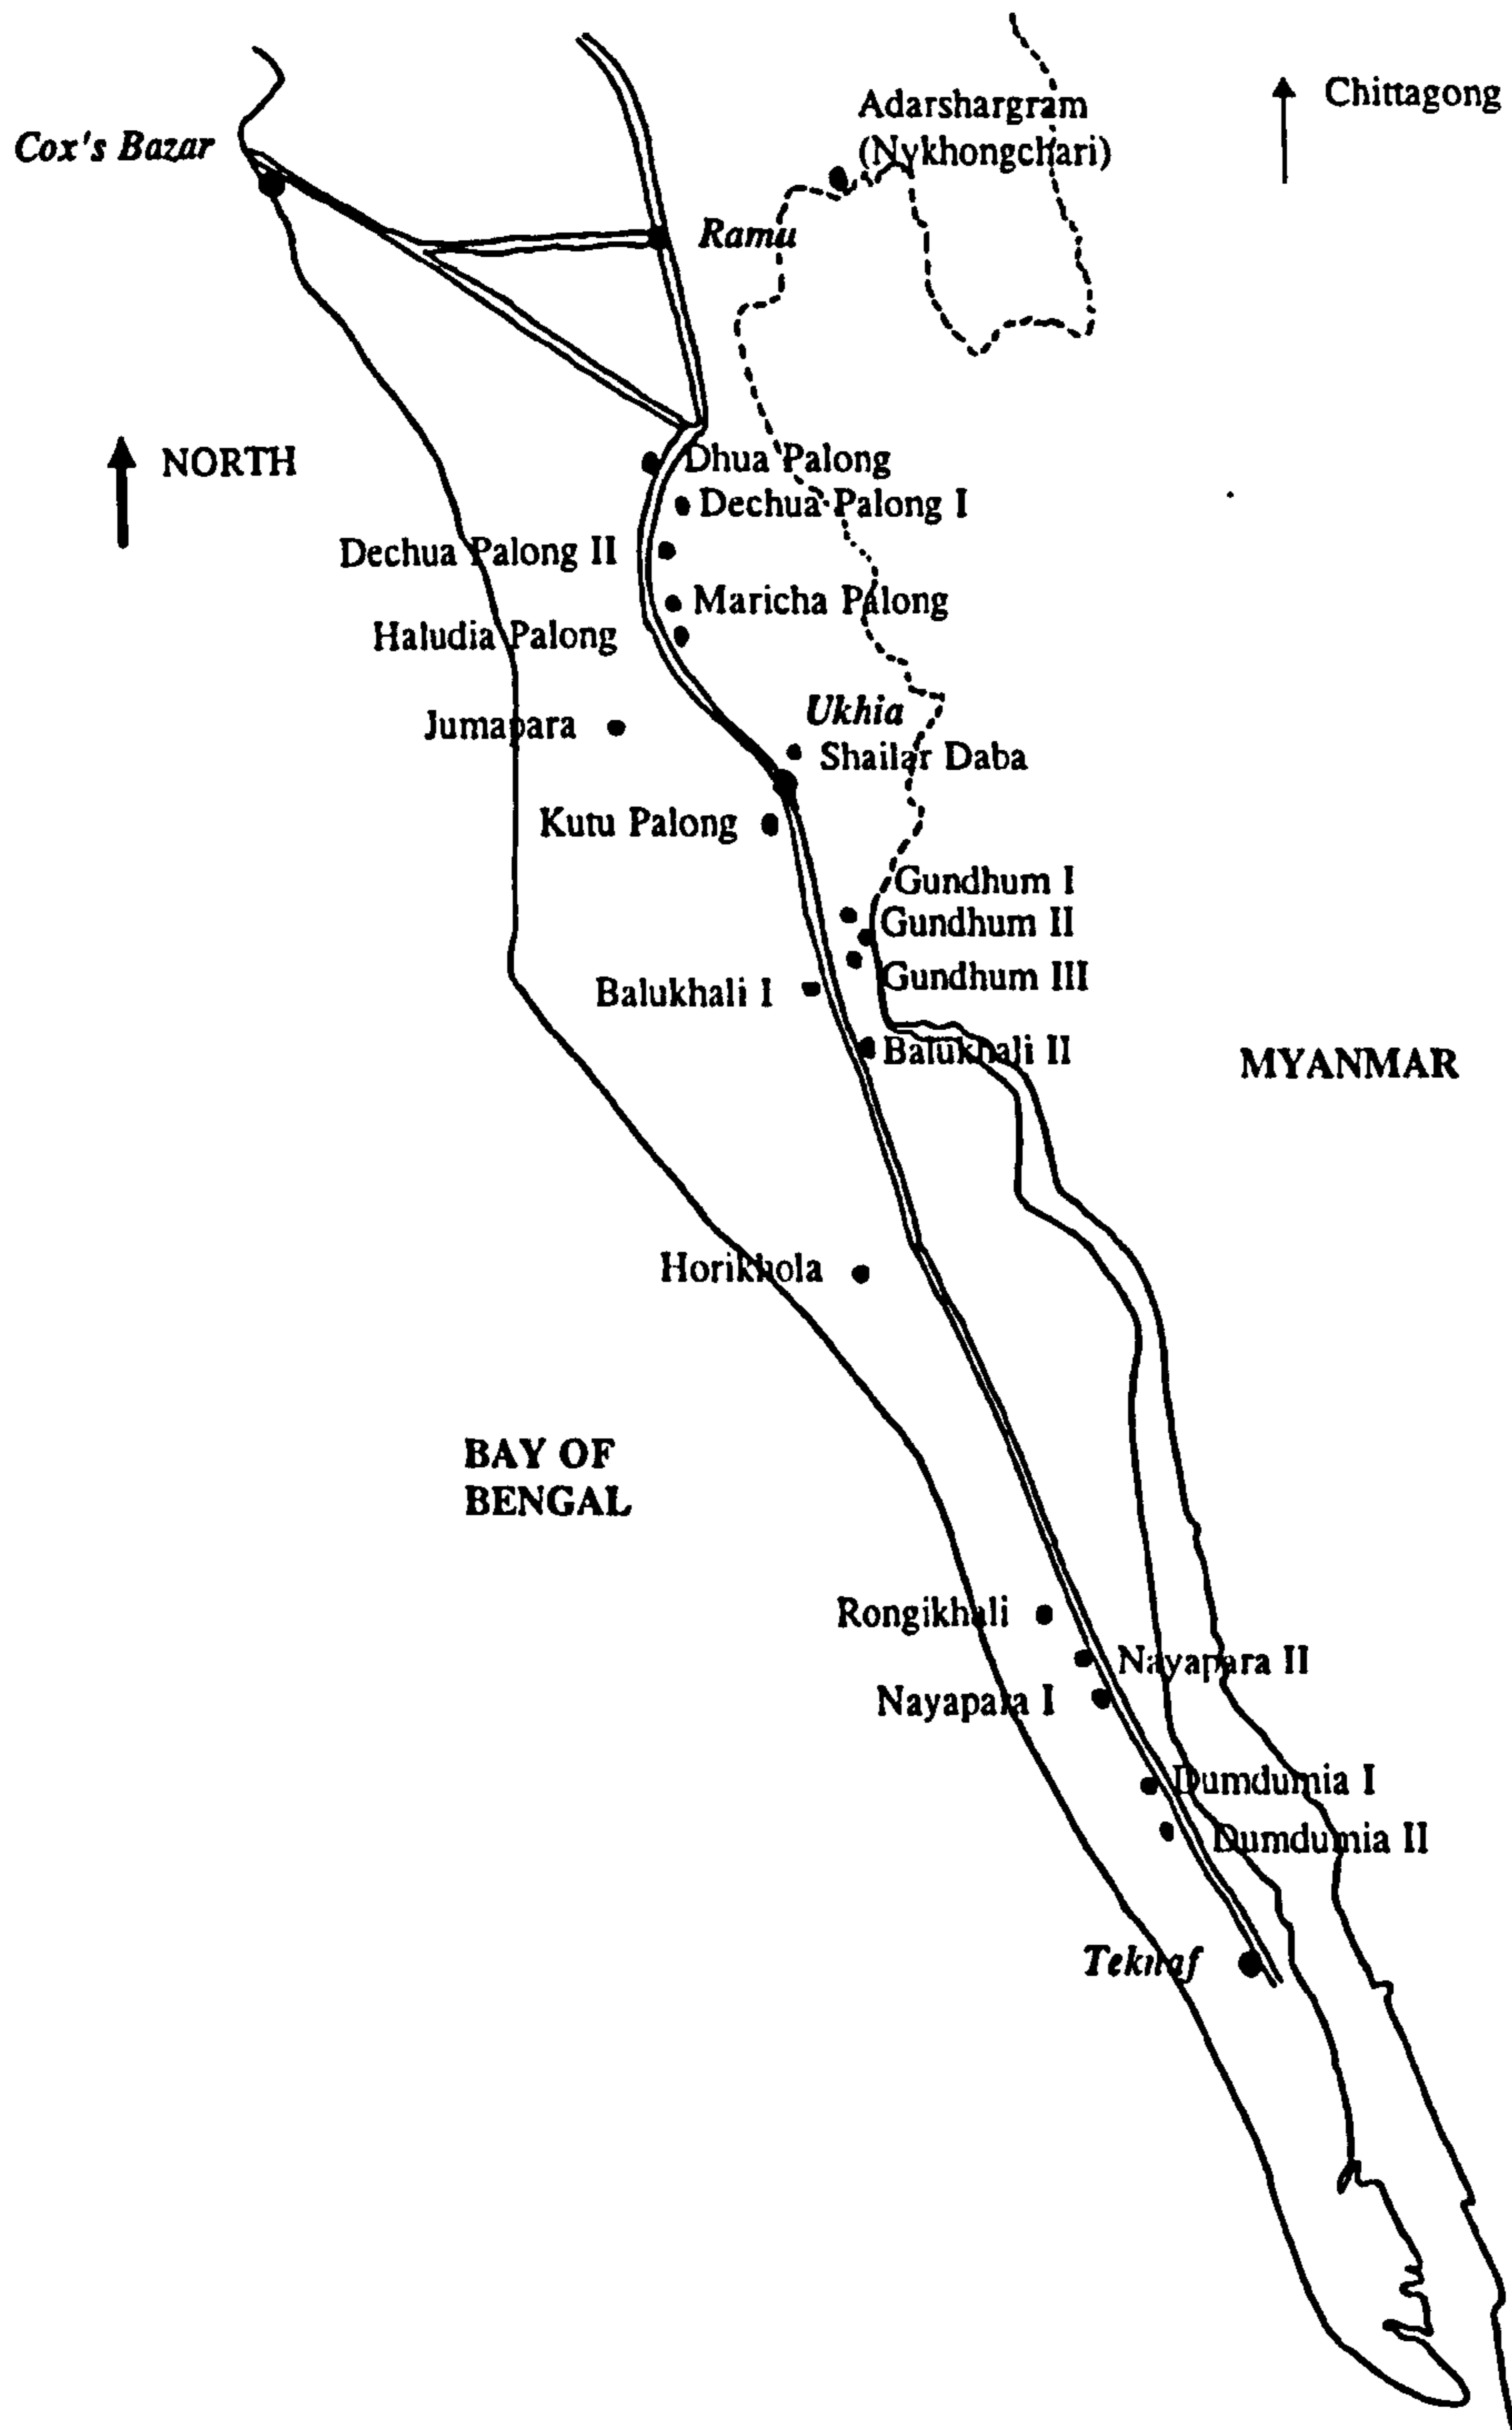 Chittagong
Adarshargram
(Nykhongchari)
Cox's Bazar
Ramu
NORTH
Dhua Palong
Dechua Palong I
Dechua Palong II
Maricha Palong
Haludia Palong
Ukhia
Jumapara
Shailar Daba
Kutu Palong
Gundhum I
Gundhum II
Gundhum III
Balukhali I
Balukhali II
MYANMAR
Horikhola
BAY OF
BENGAL
Rongikhali
Nayapara II
Nayapara I
Dumdumia I
Dumdumia II
Teknaf